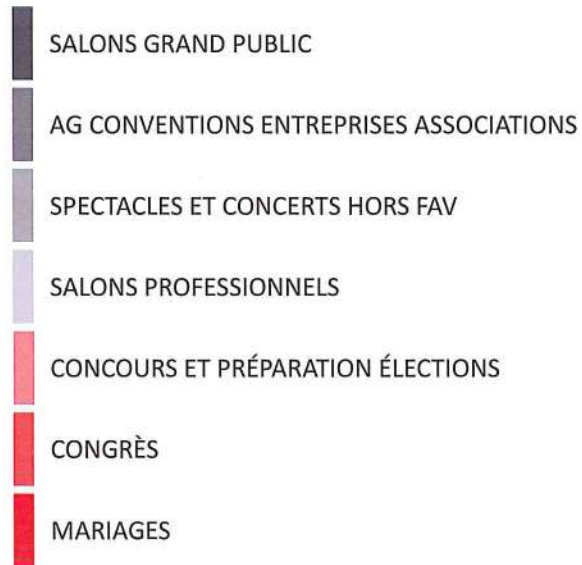 SALONS GRAND PUBLIC
AG CONVENTIONS ENTREPRISES ASSOCIATIONS
SPECTACLES ET CONCERTS HORS FAV
SALONS PROFESSIONNELS
CONCOURS ET PRÉPARATION ÉLECTIONS
CONGRÈS
MARIAGES